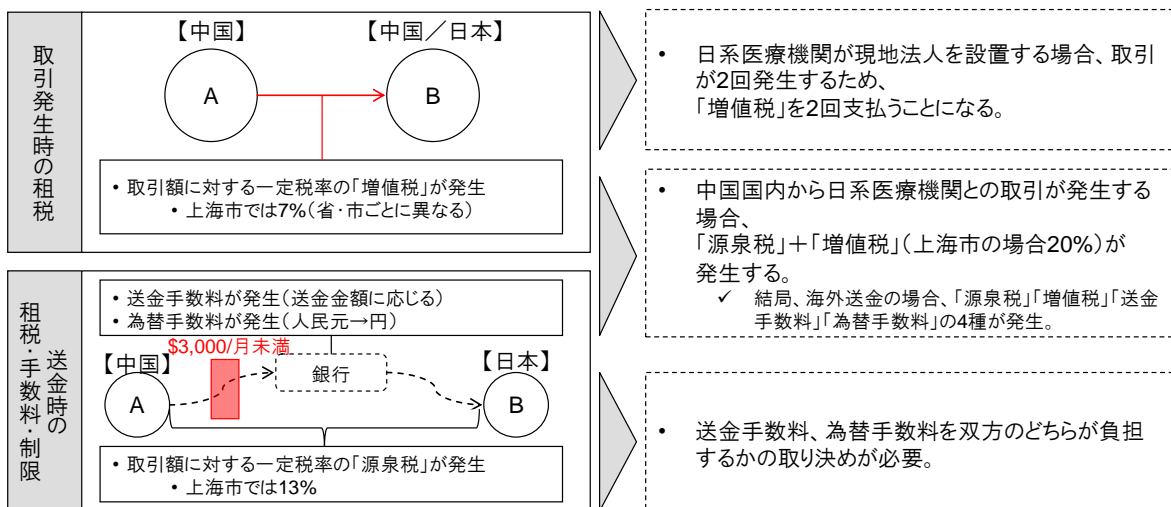 取引発生時の租税
【中国】
【中国／日本】
A
B
• 取引額に対する一定税率の「増値税」が発生
• 上海市では7%（省・市ごとに異なる）
• 日系医療機関が現地法人を設置する場合、取引
が2回発生するため、
「増値税」を2回支払うことになる。
• 中国国内から日系医療機関との取引が発生する
場合、
「源泉税」＋「増値税」（上海市の場合20%）が
発生する。
✓ 結局、海外送金の場合、「源泉税」「増値税」「送金
手数料」「為替手数料」の4種が発生。
送金時の
租税・手数料・制限
• 送金手数料が発生（送金金額に応じる）
• 為替手数料が発生（人民元→円）
$3,000/月未満
【中国】
【日本】
A
銀行
B
• 取引額に対する一定税率の「源泉税」が発生
• 上海市では13%
• 送金手数料、為替手数料を双方のどちらが負担
するかの取り決めが必要。